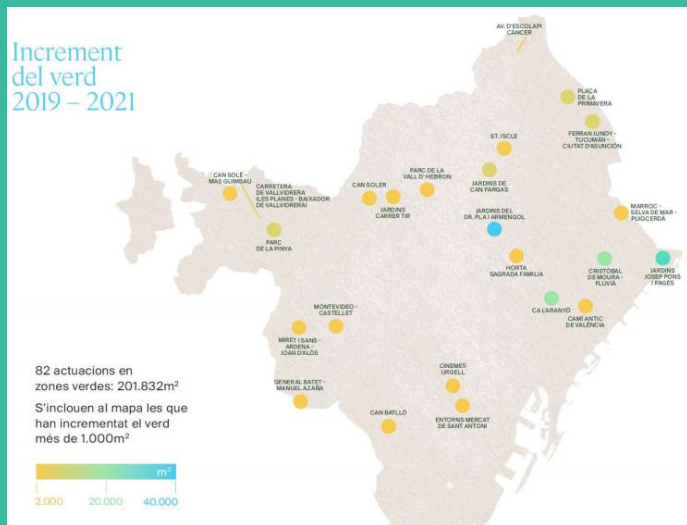 Increment
del verd
2019 – 2021
AV. D'ESCOLAPI
CÀNCER
PLAÇA
DE LA
PRIMAVERA
FERRAN JUNOY -
TUCUMÁN -
CIUTAT D'ASUNCIÓN
ST. ISCLE
CAN SOLÉ -
MAS GUIMBAU
CARRETERA
DE VALLVIDRERA
(LES PLANES - BAIXADOR
DE VALLVIDRERA)
CAN SOLER
PARC DE LA
VALL D'HEBRON
JARDINS
CARRER TIR
JARDINS DE
CAN FARGAS
JARDINS DEL
DR. PLA I ARMENGOL
MARROC -
SELVA DE MAR -
PUIGCERDÀ
PARC
DE LA PINYA
HORTA
SAGRADA FAMILIA
CRISTÓBAL
DE MOURA -
FLUVIÀ
JARDINS
JOSEP PONS
I PAGÈS
CA L'ARANYÓ
CAMÍ ANTIC
DE VALÈNCIA
MONTEVIDEO -
CASTELLET
MIRET I SANS -
ARDENA -
JOAN D'ALÒS
GENERAL BATET -
MANUEL AZAÑA
CINEMES
URGELL
CAN BATLLÓ
ENTORNS MERCAT
DE SANT ANTONI
82 actuacions en
zones verdes: 201.832m²
S'inclouen al mapa les que
han incrementat el verd
més de 1.000m²
m²
2.000 20.000 40.000